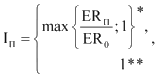 I_П = { max { ER_П / ER_0 ; 1 }*,
1** ,